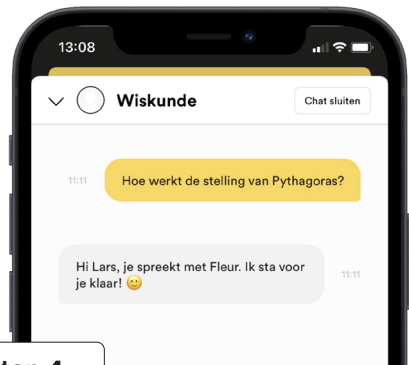 13:08
Wiskunde
Chat sluiten
11:11
Hoe werkt de stelling van Pythagoras?
Hi Lars, je spreekt met Fleur. Ik sta voor
je klaar! 🙂
11:11